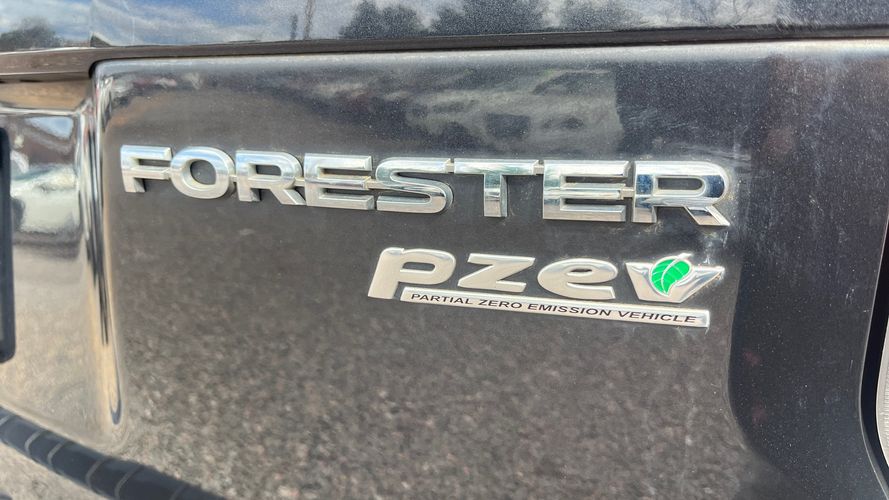 FORESTER
pzev
PARTIAL ZERO EMISSION VEHICLE